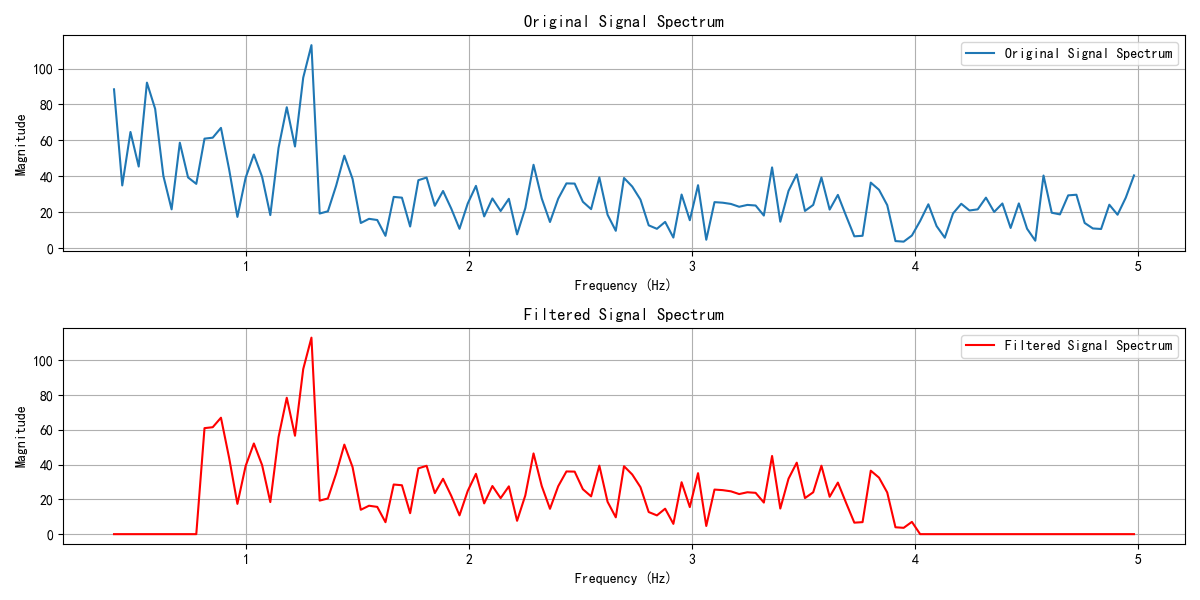 Original Signal Spectrum
Original Signal Spectrum
Magnitude
100
80
60
40
20
0
1
2
3
4
5
Frequency (Hz)
Filtered Signal Spectrum
Filtered Signal Spectrum
Magnitude
100
80
60
40
20
0
1
2
3
4
5
Frequency (Hz)